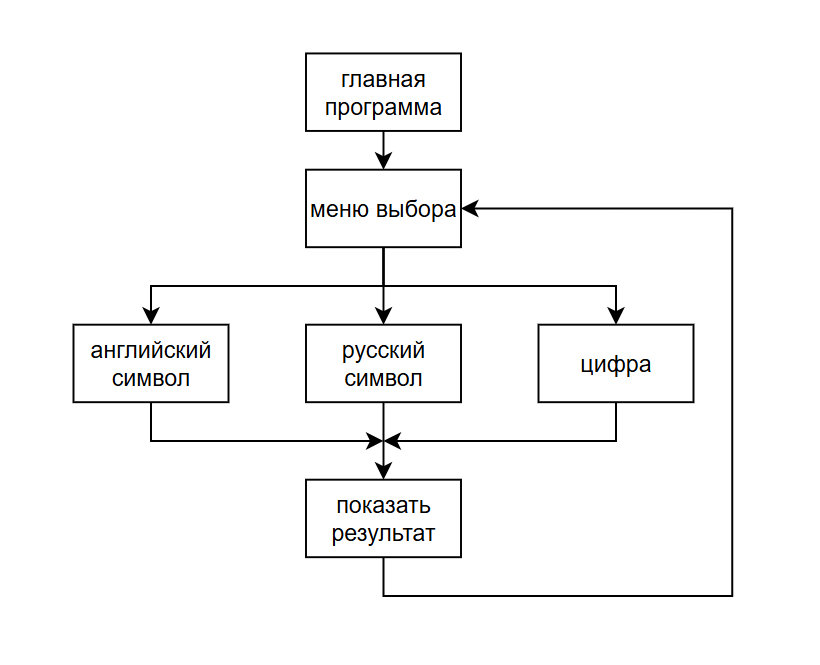 главная
программа
меню выбора
английский
символ
русский
символ
цифра
показать
результат